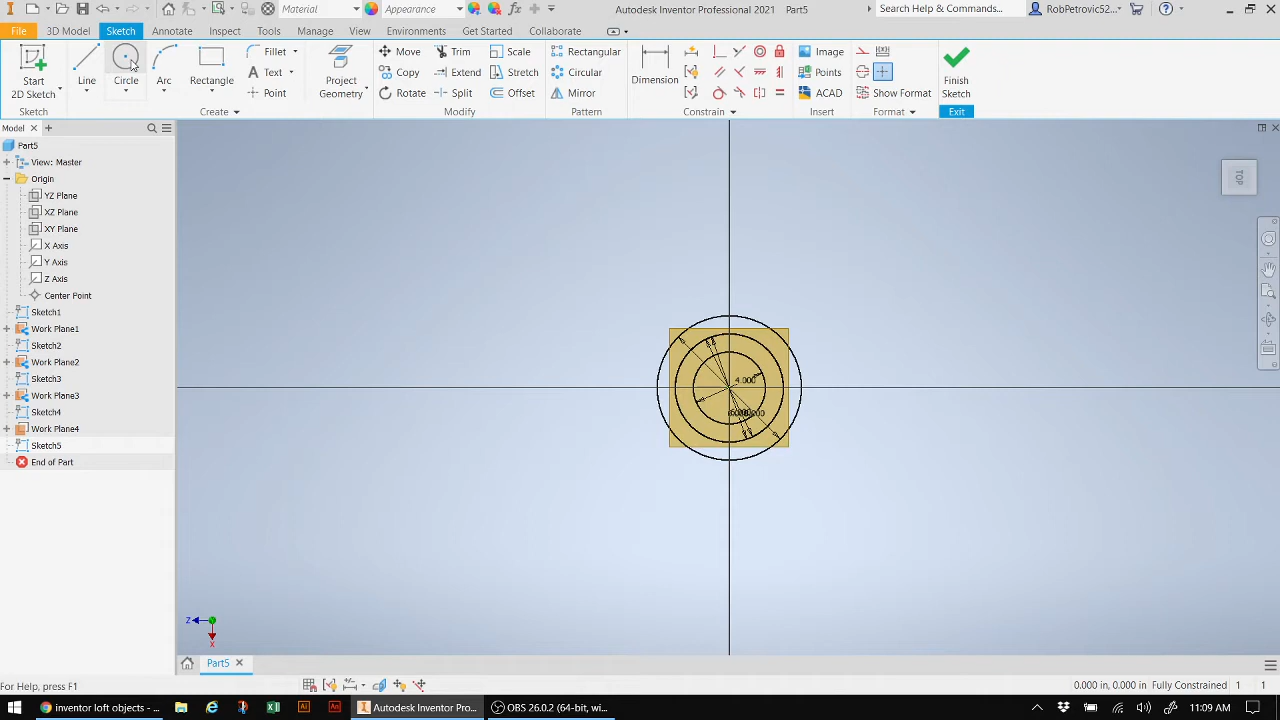 Material
Appearance
fx
Autodesk Inventor Professional 2021 Part5
Search Help & Commands...
RobPetrovic52...
File
3D Model
Sketch
Annotate
Inspect
Tools
Manage
View
Environments
Get Started
Collaborate
Start
2D Sketch
Line
Circle
Arc
Rectangle
Fillet
Text
Point
Project
Geometry
Move
Copy
Rotate
Trim
Extend
Split
Scale
Stretch
Offset
Rectangular
Circular
Mirror
Dimension
Image
Points
ACAD
Show Format
Finish
Sketch
Sketch
Create
Modify
Pattern
Constrain
Insert
Format
Exit
Model
Part5
View: Master
Origin
YZ Plane
XZ Plane
XY Plane
X Axis
Y Axis
Z Axis
Center Point
Sketch1
Work Plane1
Sketch2
Work Plane2
Sketch3
Work Plane3
Sketch4
Work Plane4
Sketch5
End of Part
TOP
4.000
Z
X
Part5
For Help, press F1
0.000 in, 0.000 in Fully Constrained 1 1
inventor loft objects - ...
Autodesk Inventor Pro...
OBS 26.0.2 (64-bit, wi...
11:09 AM